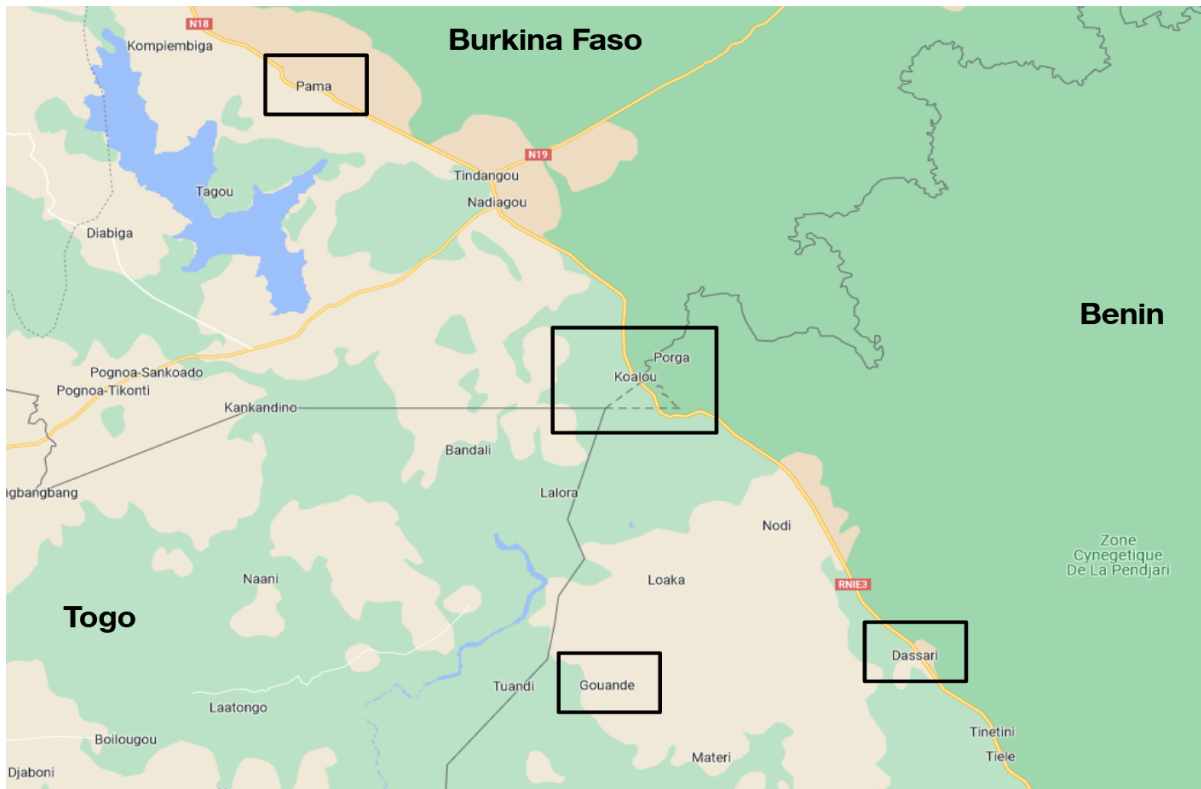 N18
Burkina Faso
Kompiembiga
Pama
N19
Tindangou
Tagou
Nadiagou
Diabiga
Benin
Porga
Pognoa-Sankoado
Koalou
Pognoa-Tikonti
Kankandino
Bandali
igbangbang
Lalora
Nodi
Zone
Cynegetique
De La Pendjari
Naani
Loaka
RNIE3
Togo
Dassari
Tuandi
Gouande
Laatongo
Tinetini
Boilougou
Materi
Tiele
Djaboni